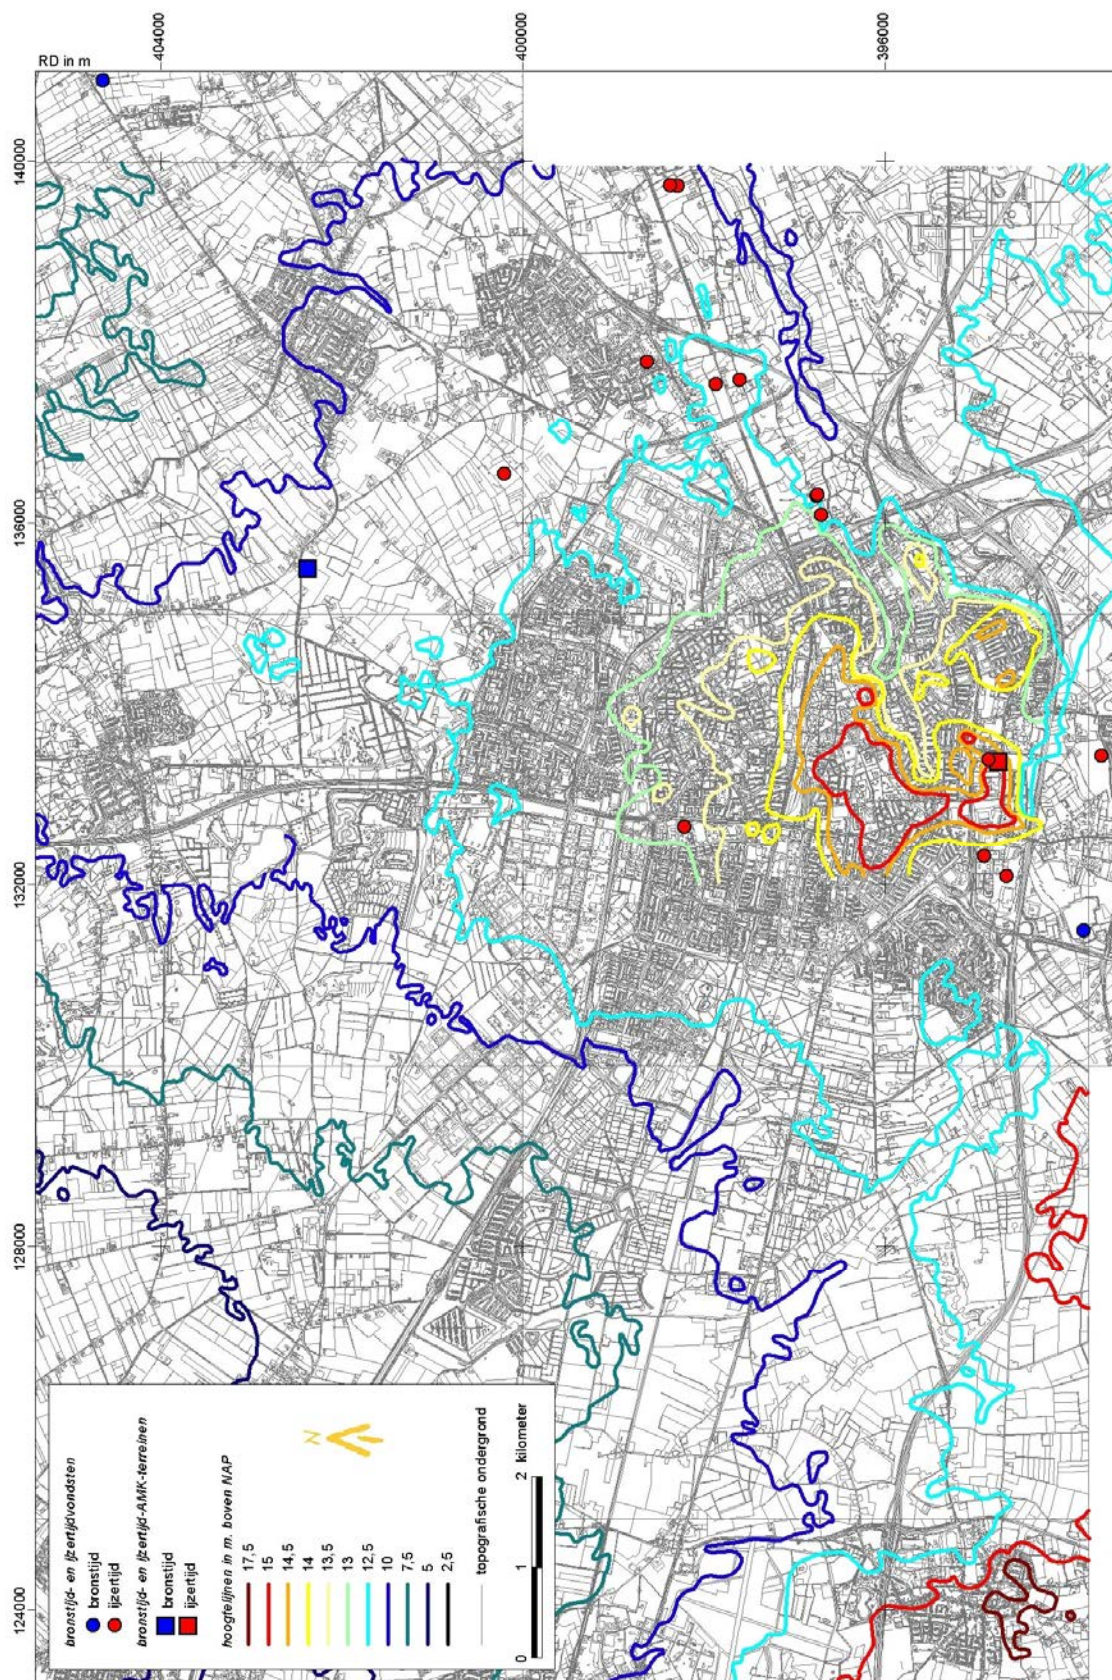 RD in m
404000
400000
396000
140000
136000
132000
128000
124000
bronstijd- en ijzertijdvondsten
bronstijd
ijzertijd
bronstijd- en ijzertijd-AMK-terreinen
bronstijd
ijzertijd
hoogtelijnen in m. boven NAP
17,5
15
14,5
14
13,5
13
12,5
10
7,5
5
2,5
topografische ondergrond
N
0 1 2 kilometer